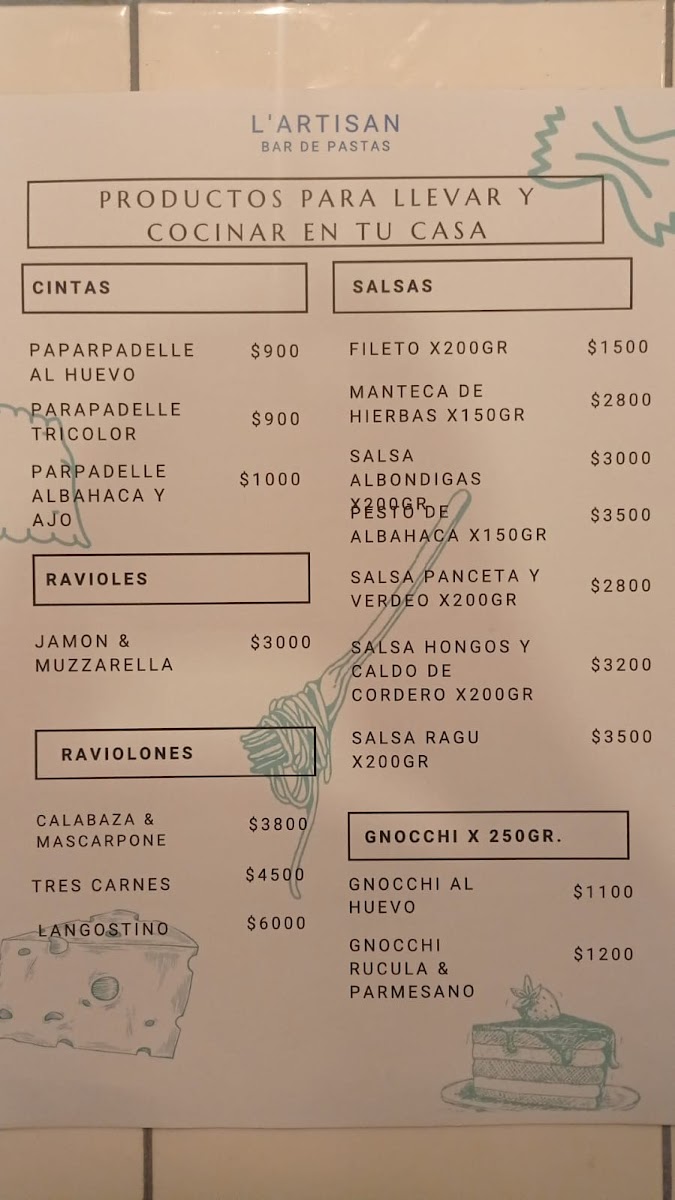 L'ARTISAN
BAR DE PASTAS
PRODUCTOS PARA LLEVAR Y
COCINAR EN TU CASA
CINTAS
PAPARPADELLE $900
AL HUEVO
PARAPADELLE $900
TRICOLOR
PARPADELLE $1000
ALBAHACA Y
AJO
RAVIOLES
JAMON & $3000
MUZZARELLA
RAVIOLONES
CALABAZA & $3800
MASCARPONE
TRES CARNES $4500
LANGOSTINO $6000
SALSAS
FILETO X200GR $1500
MANTECA DE $2800
HIERBAS X150GR
SALSA $3000
ALBONDIGAS
X200GR
PESTO DE $3500
ALBAHACA X150GR
SALSA PANCETA Y $2800
VERDEO X200GR
SALSA HONGOS Y $3200
CALDO DE
CORDERO X200GR
SALSA RAGU $3500
X200GR
GNOCCHI X 250GR.
GNOCCHI AL $1100
HUEVO
GNOCCHI $1200
RUCULA &
PARMESANO